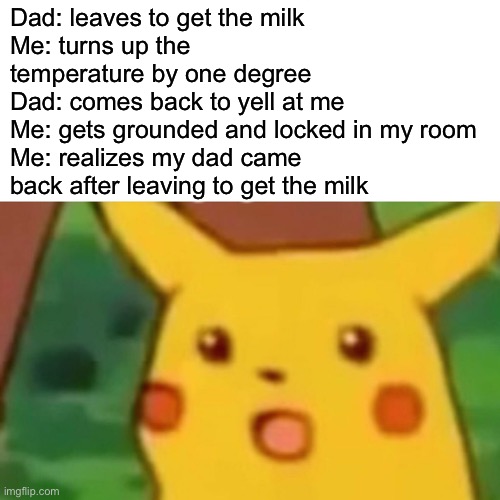 Dad: leaves to get the milk
Me: turns up the
temperature by one degree
Dad: comes back to yell at me
Me: gets grounded and locked in my room
Me: realizes my dad came
back after leaving to get the milk
imgflip.com